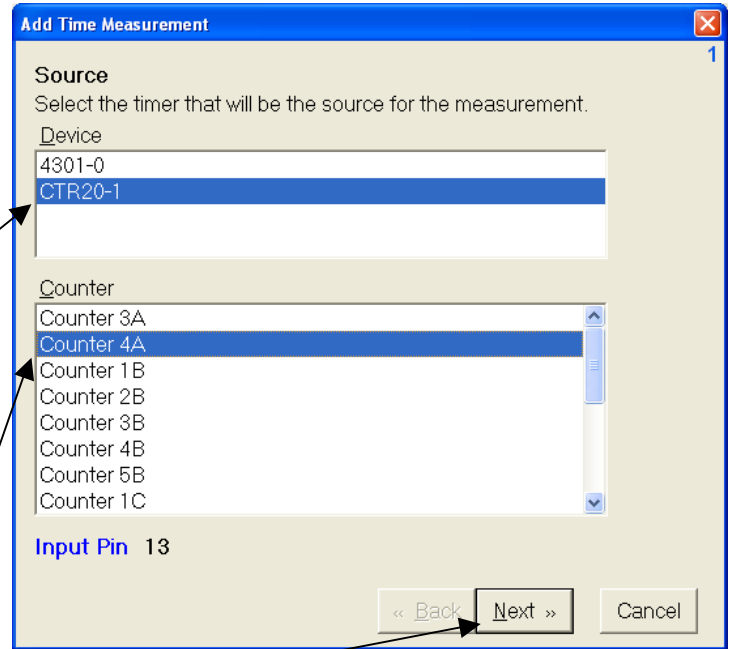 Add Time Measurement
1
Source
Select the timer that will be the source for the measurement.
Device
4301-0
CTR20-1
Counter
Counter 3A
Counter 4A
Counter 1B
Counter 2B
Counter 3B
Counter 4B
Counter 5B
Counter 1C
Input Pin 13
« Back Next » Cancel